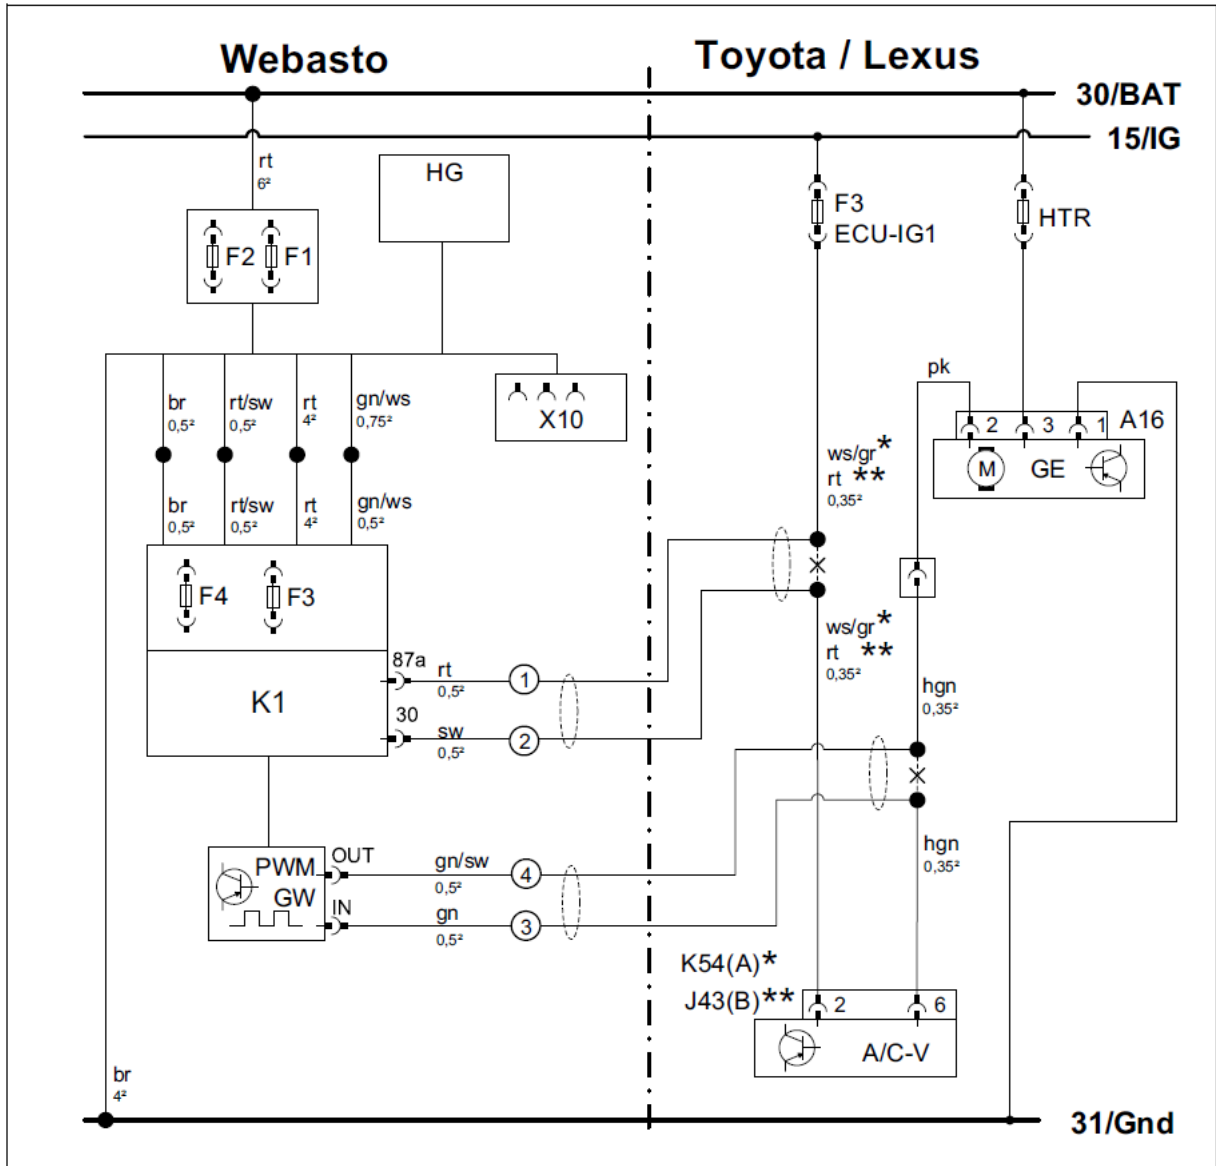 Webasto
Toyota / Lexus
30/BAT
15/IG
rt
6²
HG
F2
F1
F3
ECU-IG1
HTR
br
0,5²
rt/sw
0,5²
rt
4²
gn/ws
0,75²
X10
pk
2
3
1
A16
M
GE
ws/gr*
rt **
0,35²
br
0,5²
rt/sw
0,5²
rt
4²
gn/ws
0,5²
F4
F3
ws/gr*
rt **
0,35²
87a
rt
0,5²
1
K1
30
sw
0,5²
2
hgn
0,35²
PWM
GW
OUT
gn/sw
0,5²
4
IN
gn
0,5²
3
hgn
0,35²
K54(A)*
J43(B)**
2
6
A/C-V
br
4²
31/Gnd